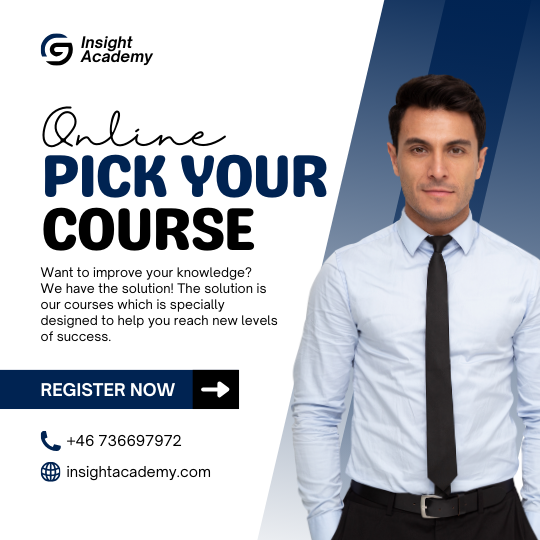 Insight
Academy
Online
PICK YOUR
COURSE
Want to improve your knowledge?
We have the solution! The solution is
our courses which is specially
designed to help you reach new levels
of success.
REGISTER NOW
+46 736697972
insightacademy.com